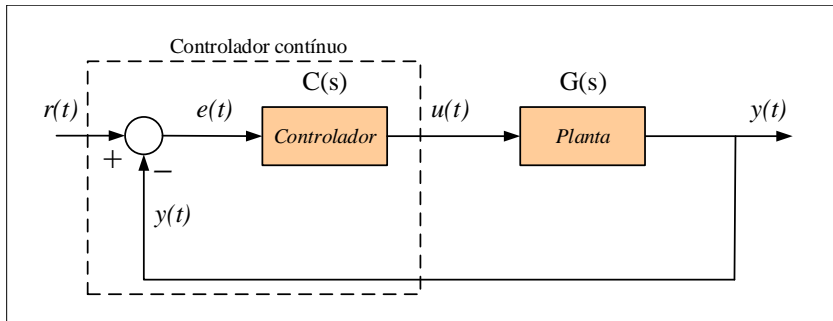 Controlador contínuo
C(s)
G(s)
r(t)
e(t)
u(t)
y(t)
Controlador
Planta
+
−
y(t)